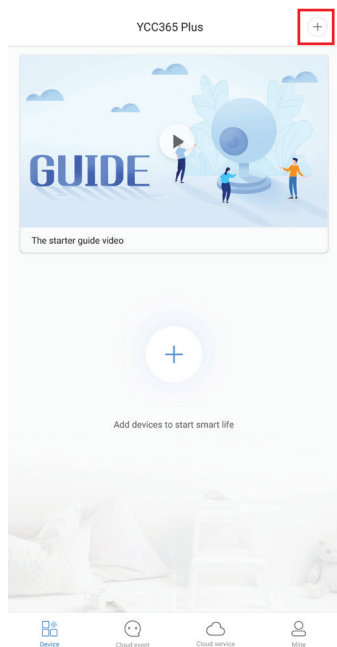 YCC365 Plus
GUIDE
The starter guide video
Add devices to start smart life
Device
Cloud event
Cloud service
Mine